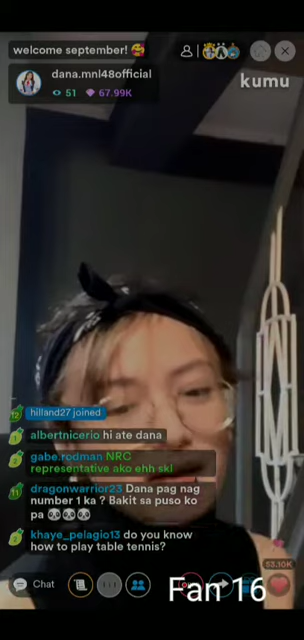 welcome september! 🥰
dana.mnl48official
51 67.99K
kumu
hilland27 joined
albertnicerio hi ate dana
gabe.rodman NRC
representative ako ehh skl
dragonwarrior23 Dana pag nag
number 1 ka ? Bakit sa puso ko
pa 💀💀💀
khaye_pelagio13 do you know
how to play table tennis?
53.10K
Chat
Fan 16